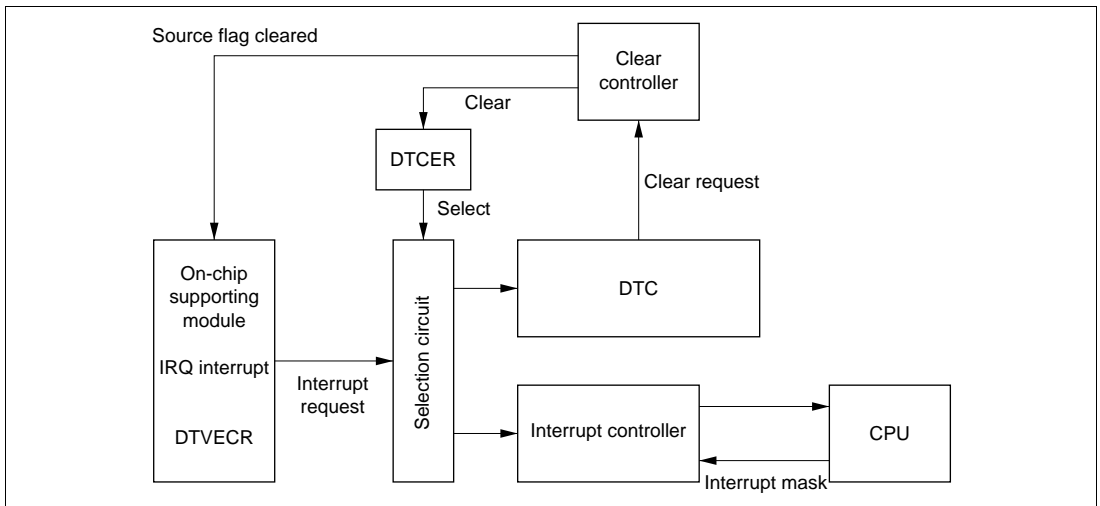 Source flag cleared
Clear
controller
Clear
DTCER
Clear request
Select
On-chip
supporting
module
IRQ interrupt
DTVECR
Interrupt
request
Selection circuit
DTC
Interrupt controller
CPU
Interrupt mask